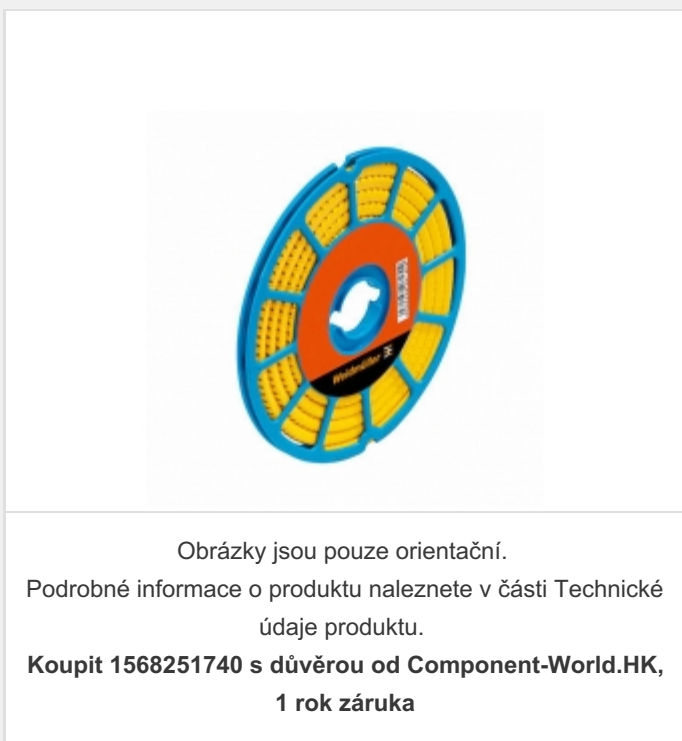 Weidmüller
Obrázky jsou pouze orientační.
Podrobné informace o produktu naleznete v části Technické
údaje produktu.
Koupit 1568251740 s důvěrou od Component-World.HK,
1 rok záruka